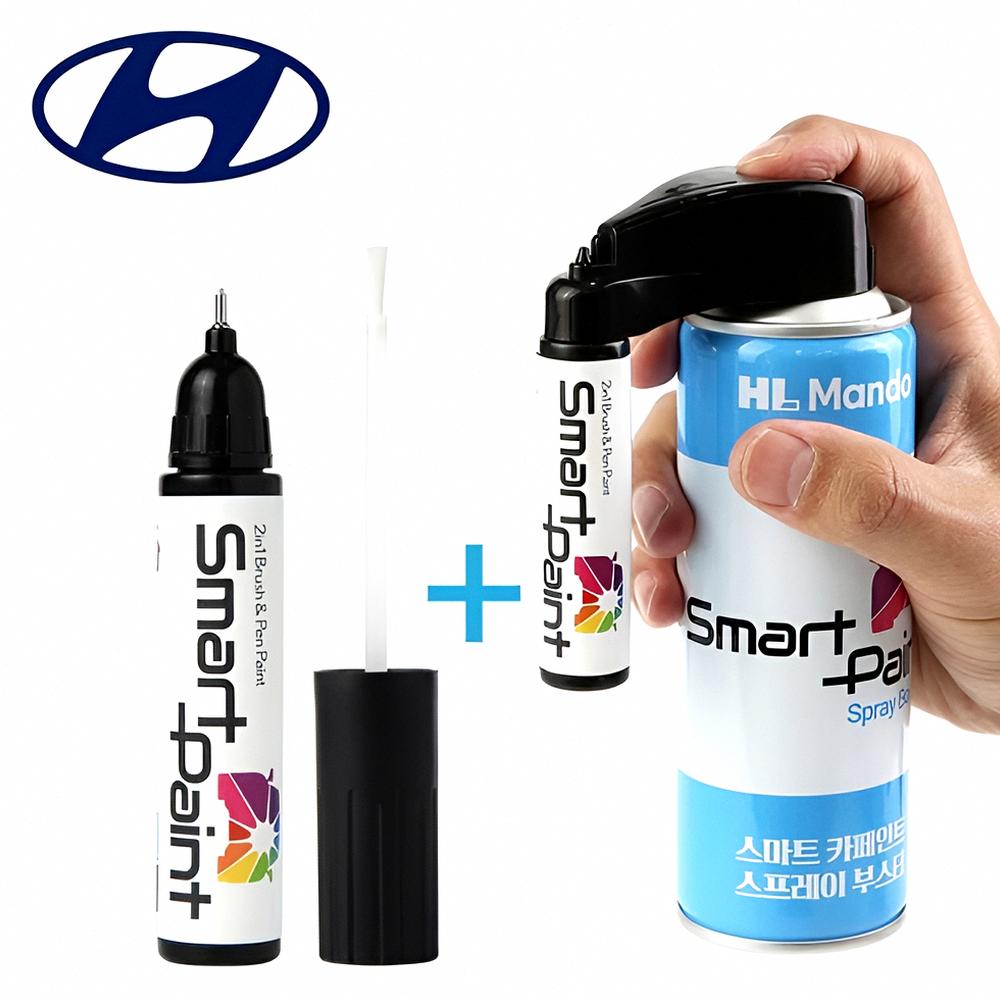 2in1 Brush & Pen Paint
Smart
Paint
2in1 Brush & Pen Paint
Smart
Paint
HL Mando
Smart
Spray
스마트 카페인트
스프레이 부스터